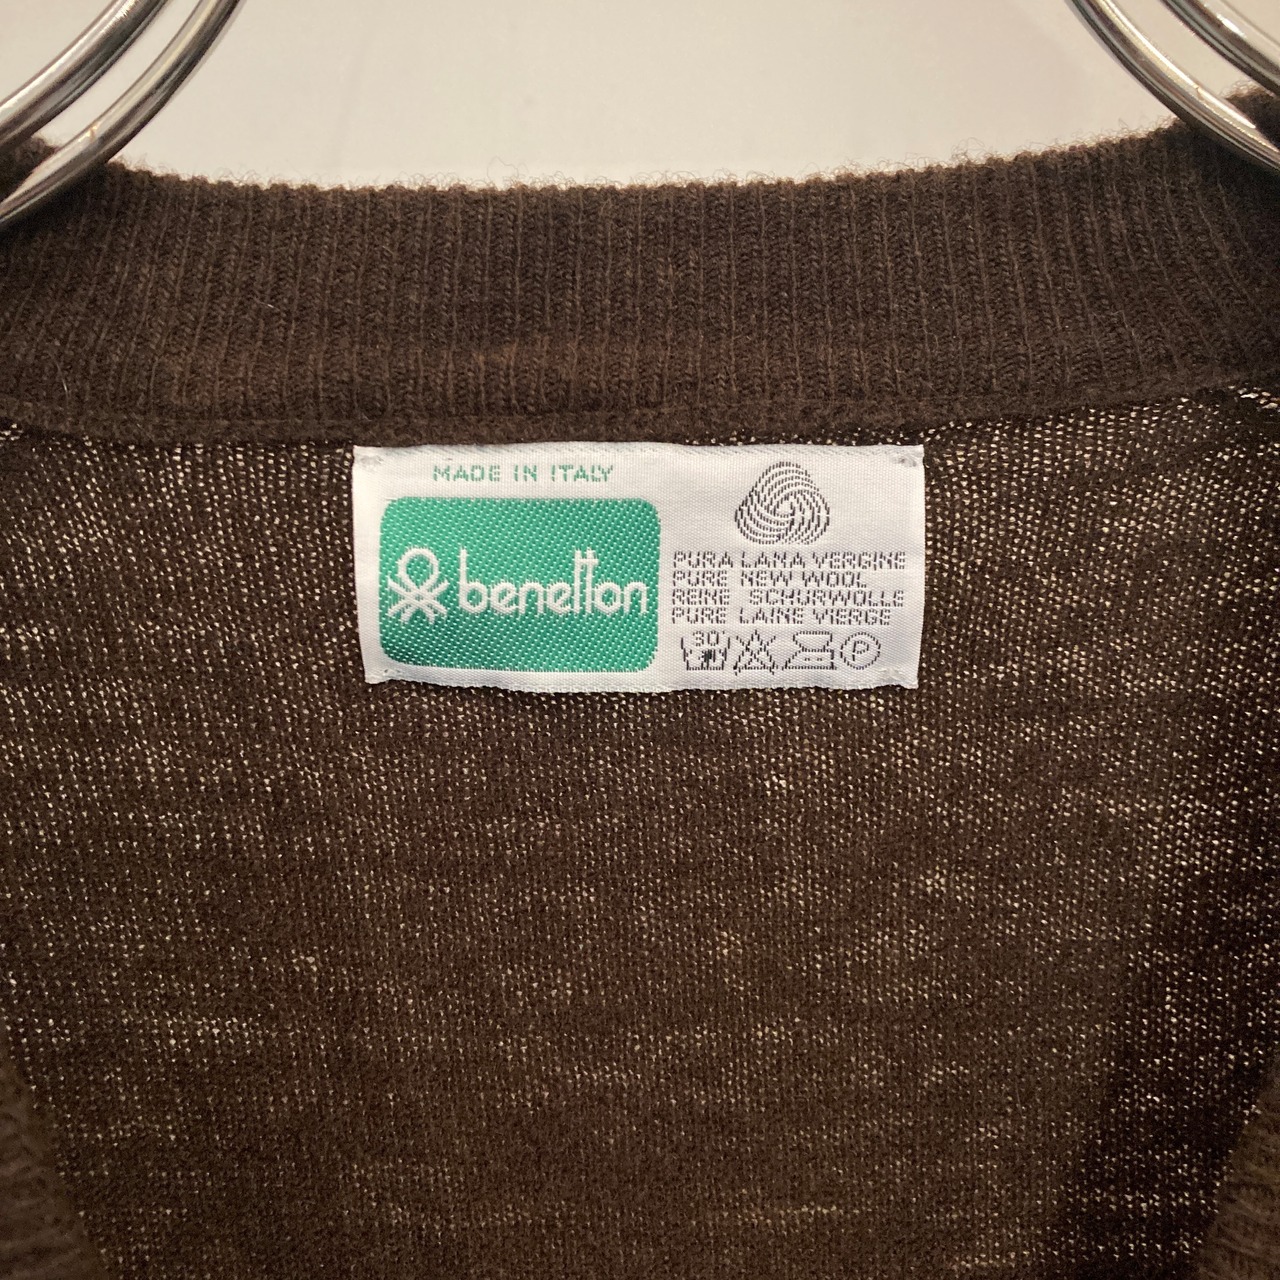 MADE IN ITALY
benetton
PURA LANA VERGINE
PURE NEW WOOL
REINE SCHURWOLLE
PURE LAINE VIERGE
30
P